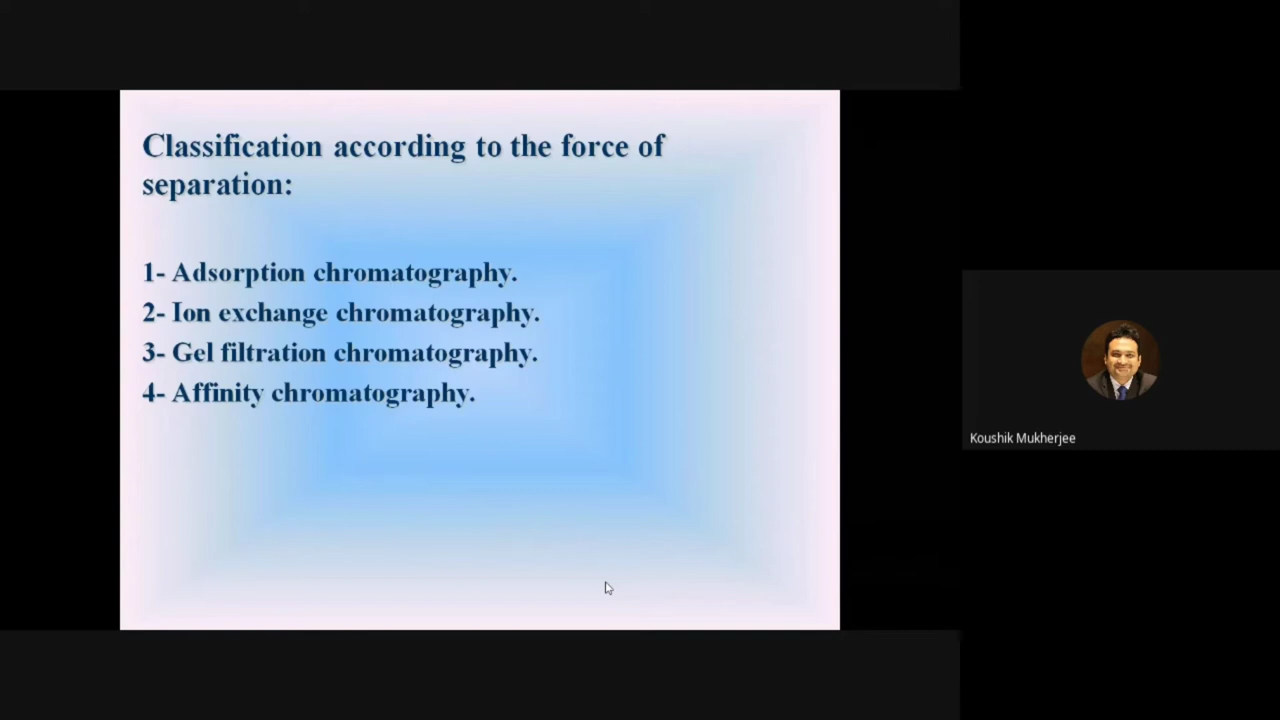 Classification according to the force of
separation:
1- Adsorption chromatography.
2- Ion exchange chromatography.
3- Gel filtration chromatography.
4- Affinity chromatography.
Koushik Mukherjee